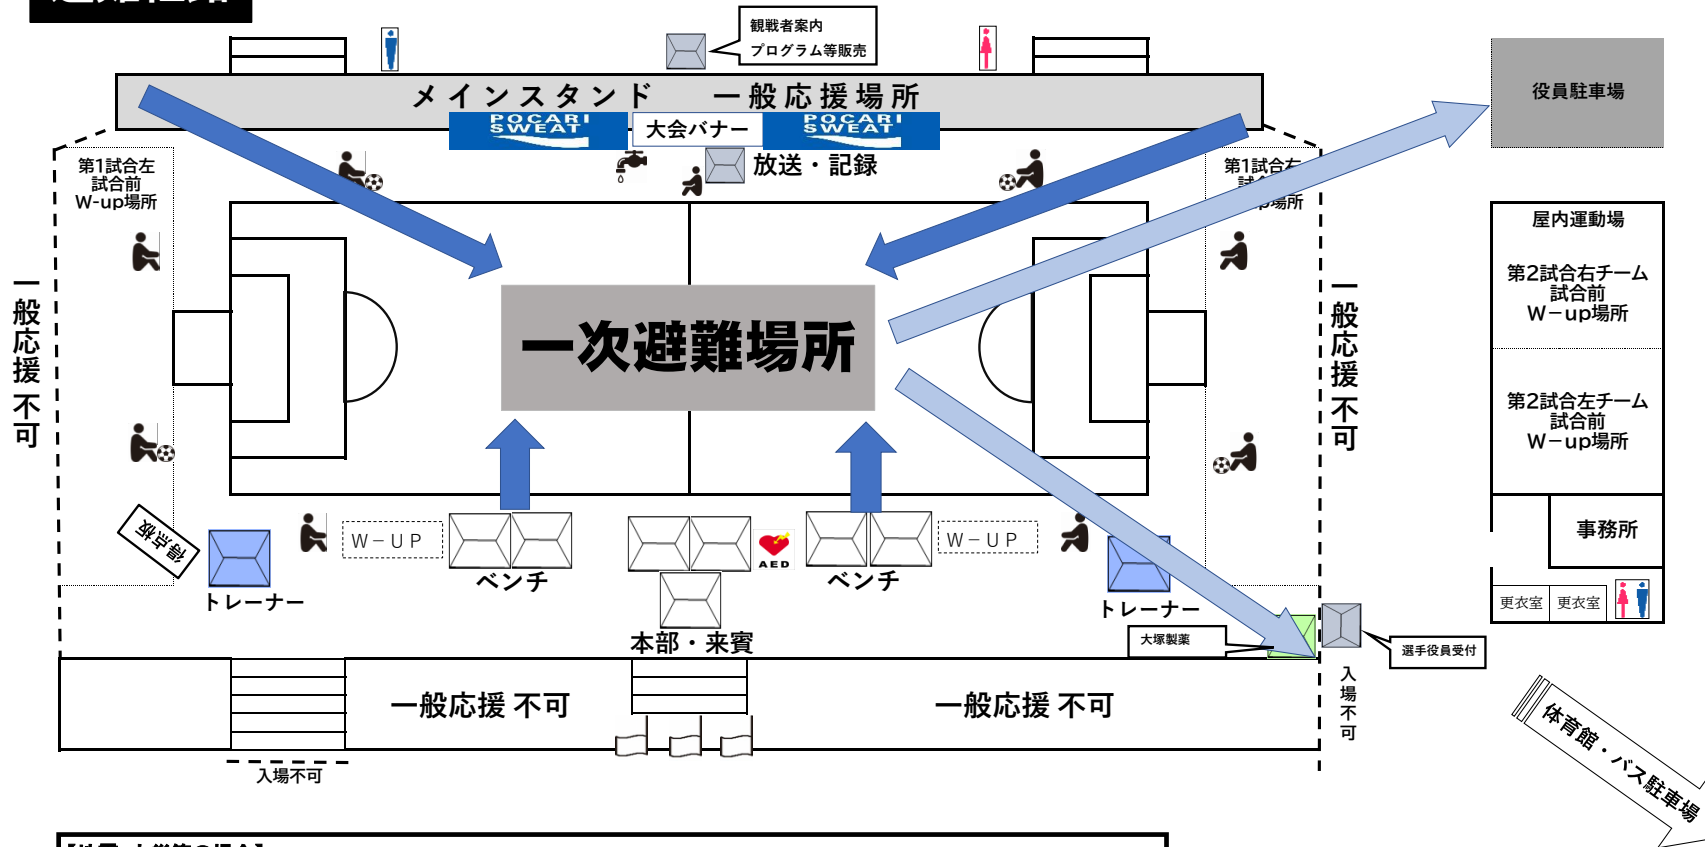 避難経路
観戦者案内
プログラム等販売
メインスタンド 一般応援場所
POCARI
SWEAT
大会バナー
POCARI
SWEAT
放送・記録
役員駐車場
第1試合左
試合前
W-up場所
第1試合右
一般応援 不可
一般応援 不可
一次避難場所
屋内運動場
第2試合右チーム
試合前
W－up場所
第2試合左チーム
試合前
W－up場所
事務所
更衣室
更衣室
得点板
トレーナー
W－UP
ベンチ
AED
本部・来賓
ベンチ
W－UP
トレーナー
大塚製薬
選手役員受付
入場不可
一般応援 不可
一般応援 不可
入場不可
体育館・バス駐車場